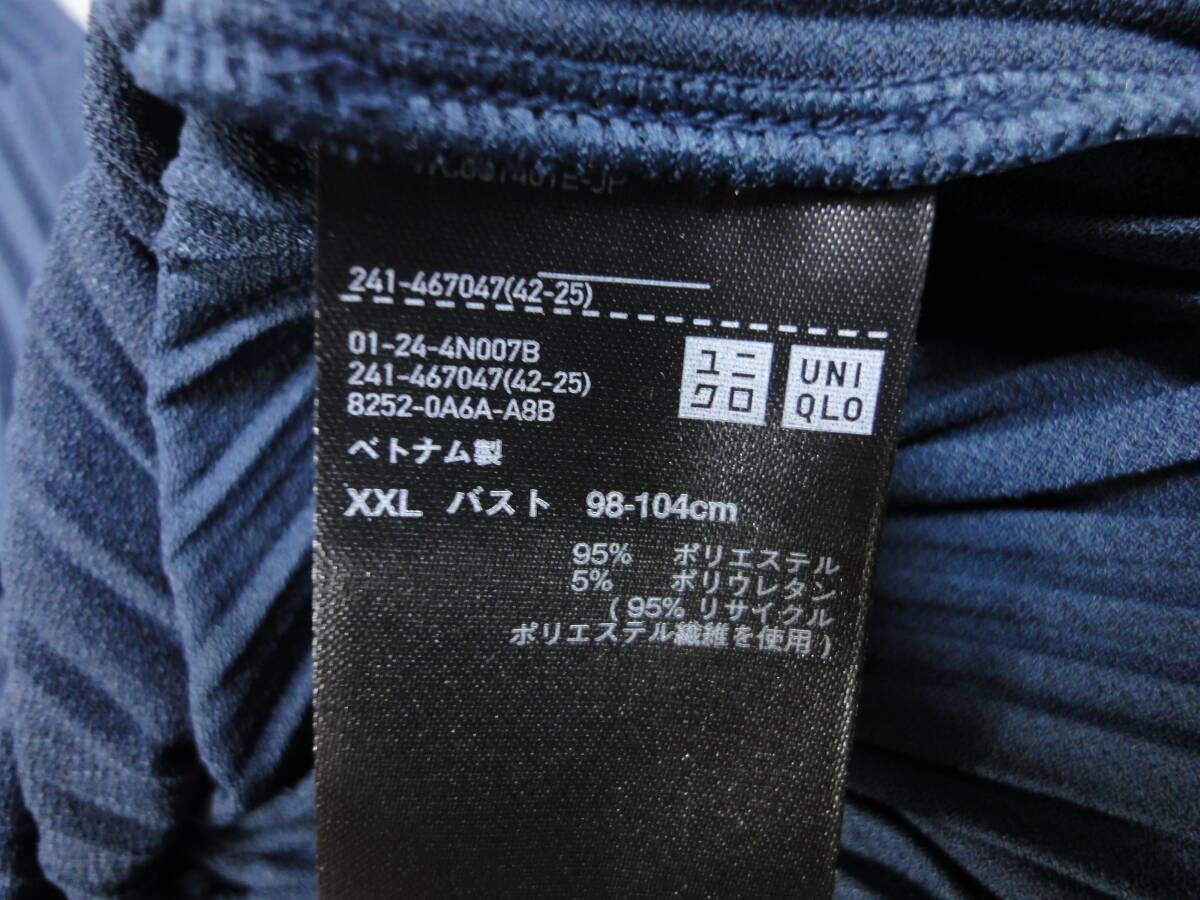 241-467047(42-25)
01-24-4N007B
241-467047(42-25)
8252-0A6A-A8B
ユニ
クロ
UNI
QLO
ベトナム製
XXL バスト 98-104cm
95% ポリエステル
5% ポリウレタン
( 95% リサイクル
ポリエステル繊維を使用 )